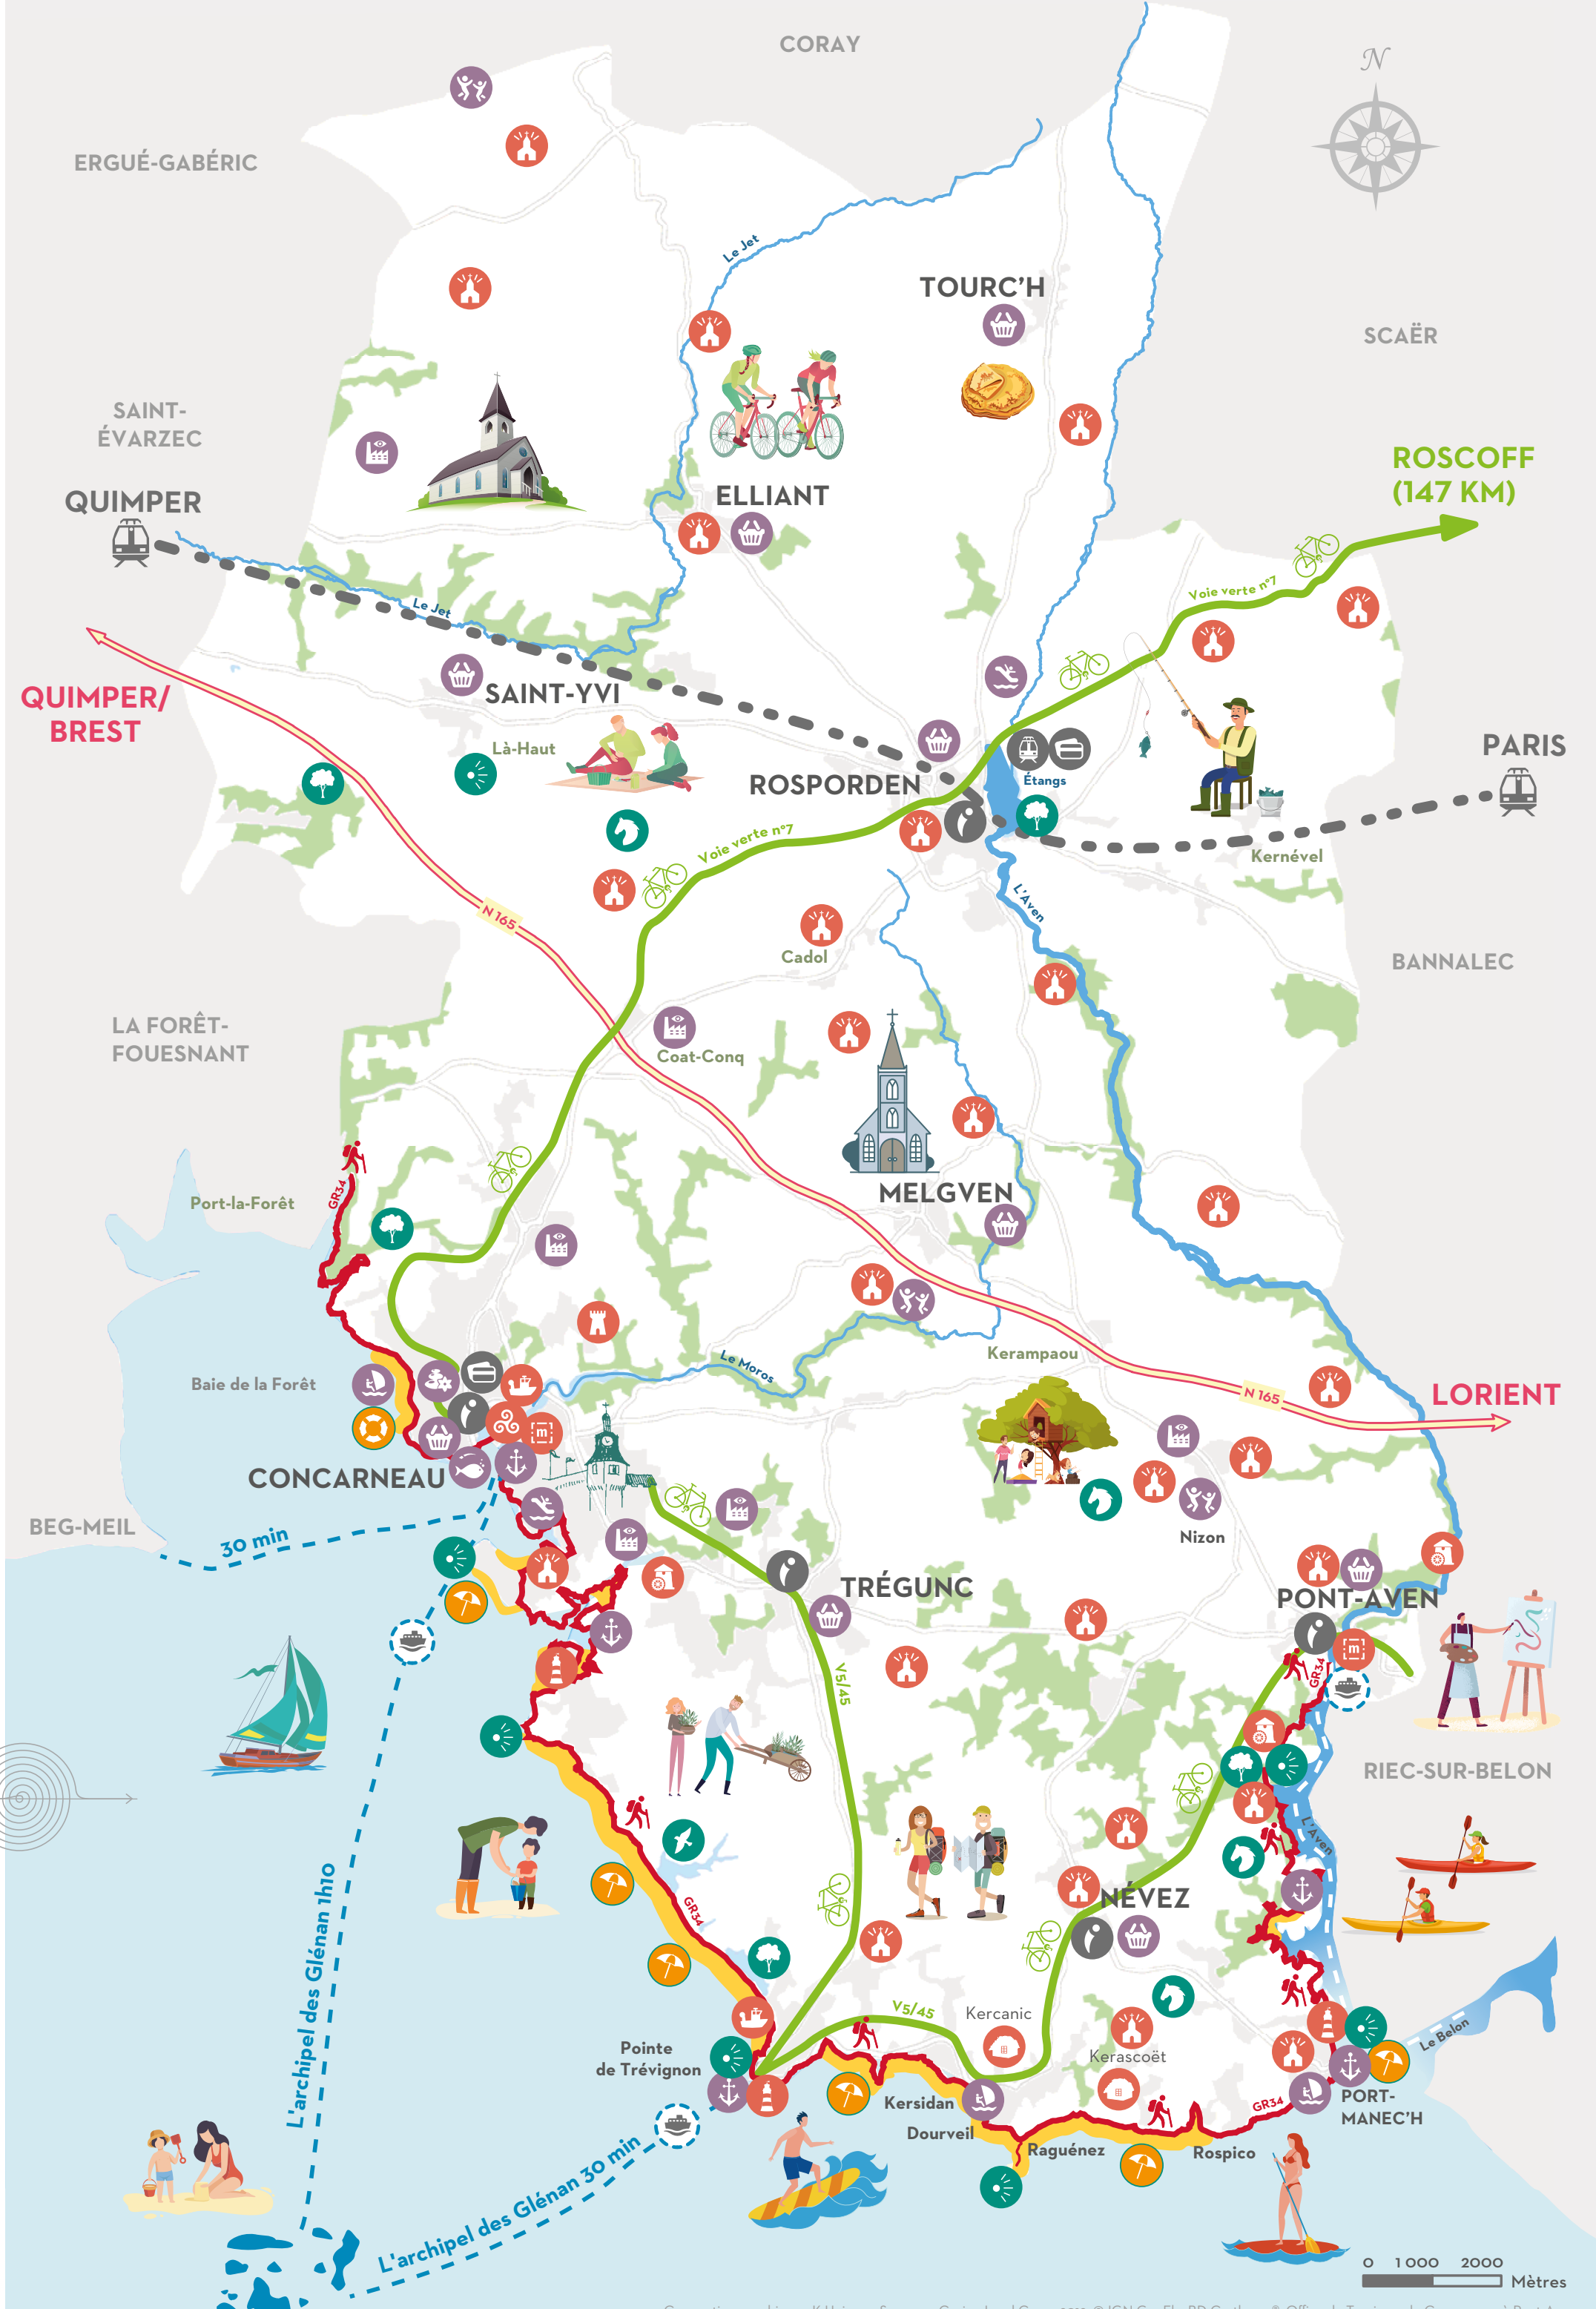 CORAY
N
ERGUÉ-GABÉRIC
Le Jet
TOURC'H
SCAËR
SAINT-
ÉVARZEC
ROSCOFF
(147 KM)
QUIMPER
ELLIANT
Voie verte n°7
Le Jet
SAINT-YVI
QUIMPER/
BREST
Là-Haut
PARIS
ROSPORDEN
Étangs
Voie verte n°7
Kernével
N 165
L'Aven
Cadol
BANNALEC
LA FORÊT-
FOUESNANT
Coat-Conq
MELGVEN
GR34
Port-la-Forêt
Kerampaou
Le Moros
Baie de la Forêt
N 165
LORIENT
m
CONCARNEAU
BEG-MEIL
30 min
Nizon
TRÉGUNC
PONT-AVEN
m
GR34
V5/45
RIEC-SUR-BELON
L'Aven
L'archipel des Glénan 1h10
GR34
NÉVEZ
V5/45
Kercanic
Pointe
de Trévignon
Kerascoët
Le Belon
Kersidan
GR34
PORT-
MANEC'H
Dourveil
Raguénez
Rospico
L'archipel des Glénan 30 min
0 1 000 2000
Mètres